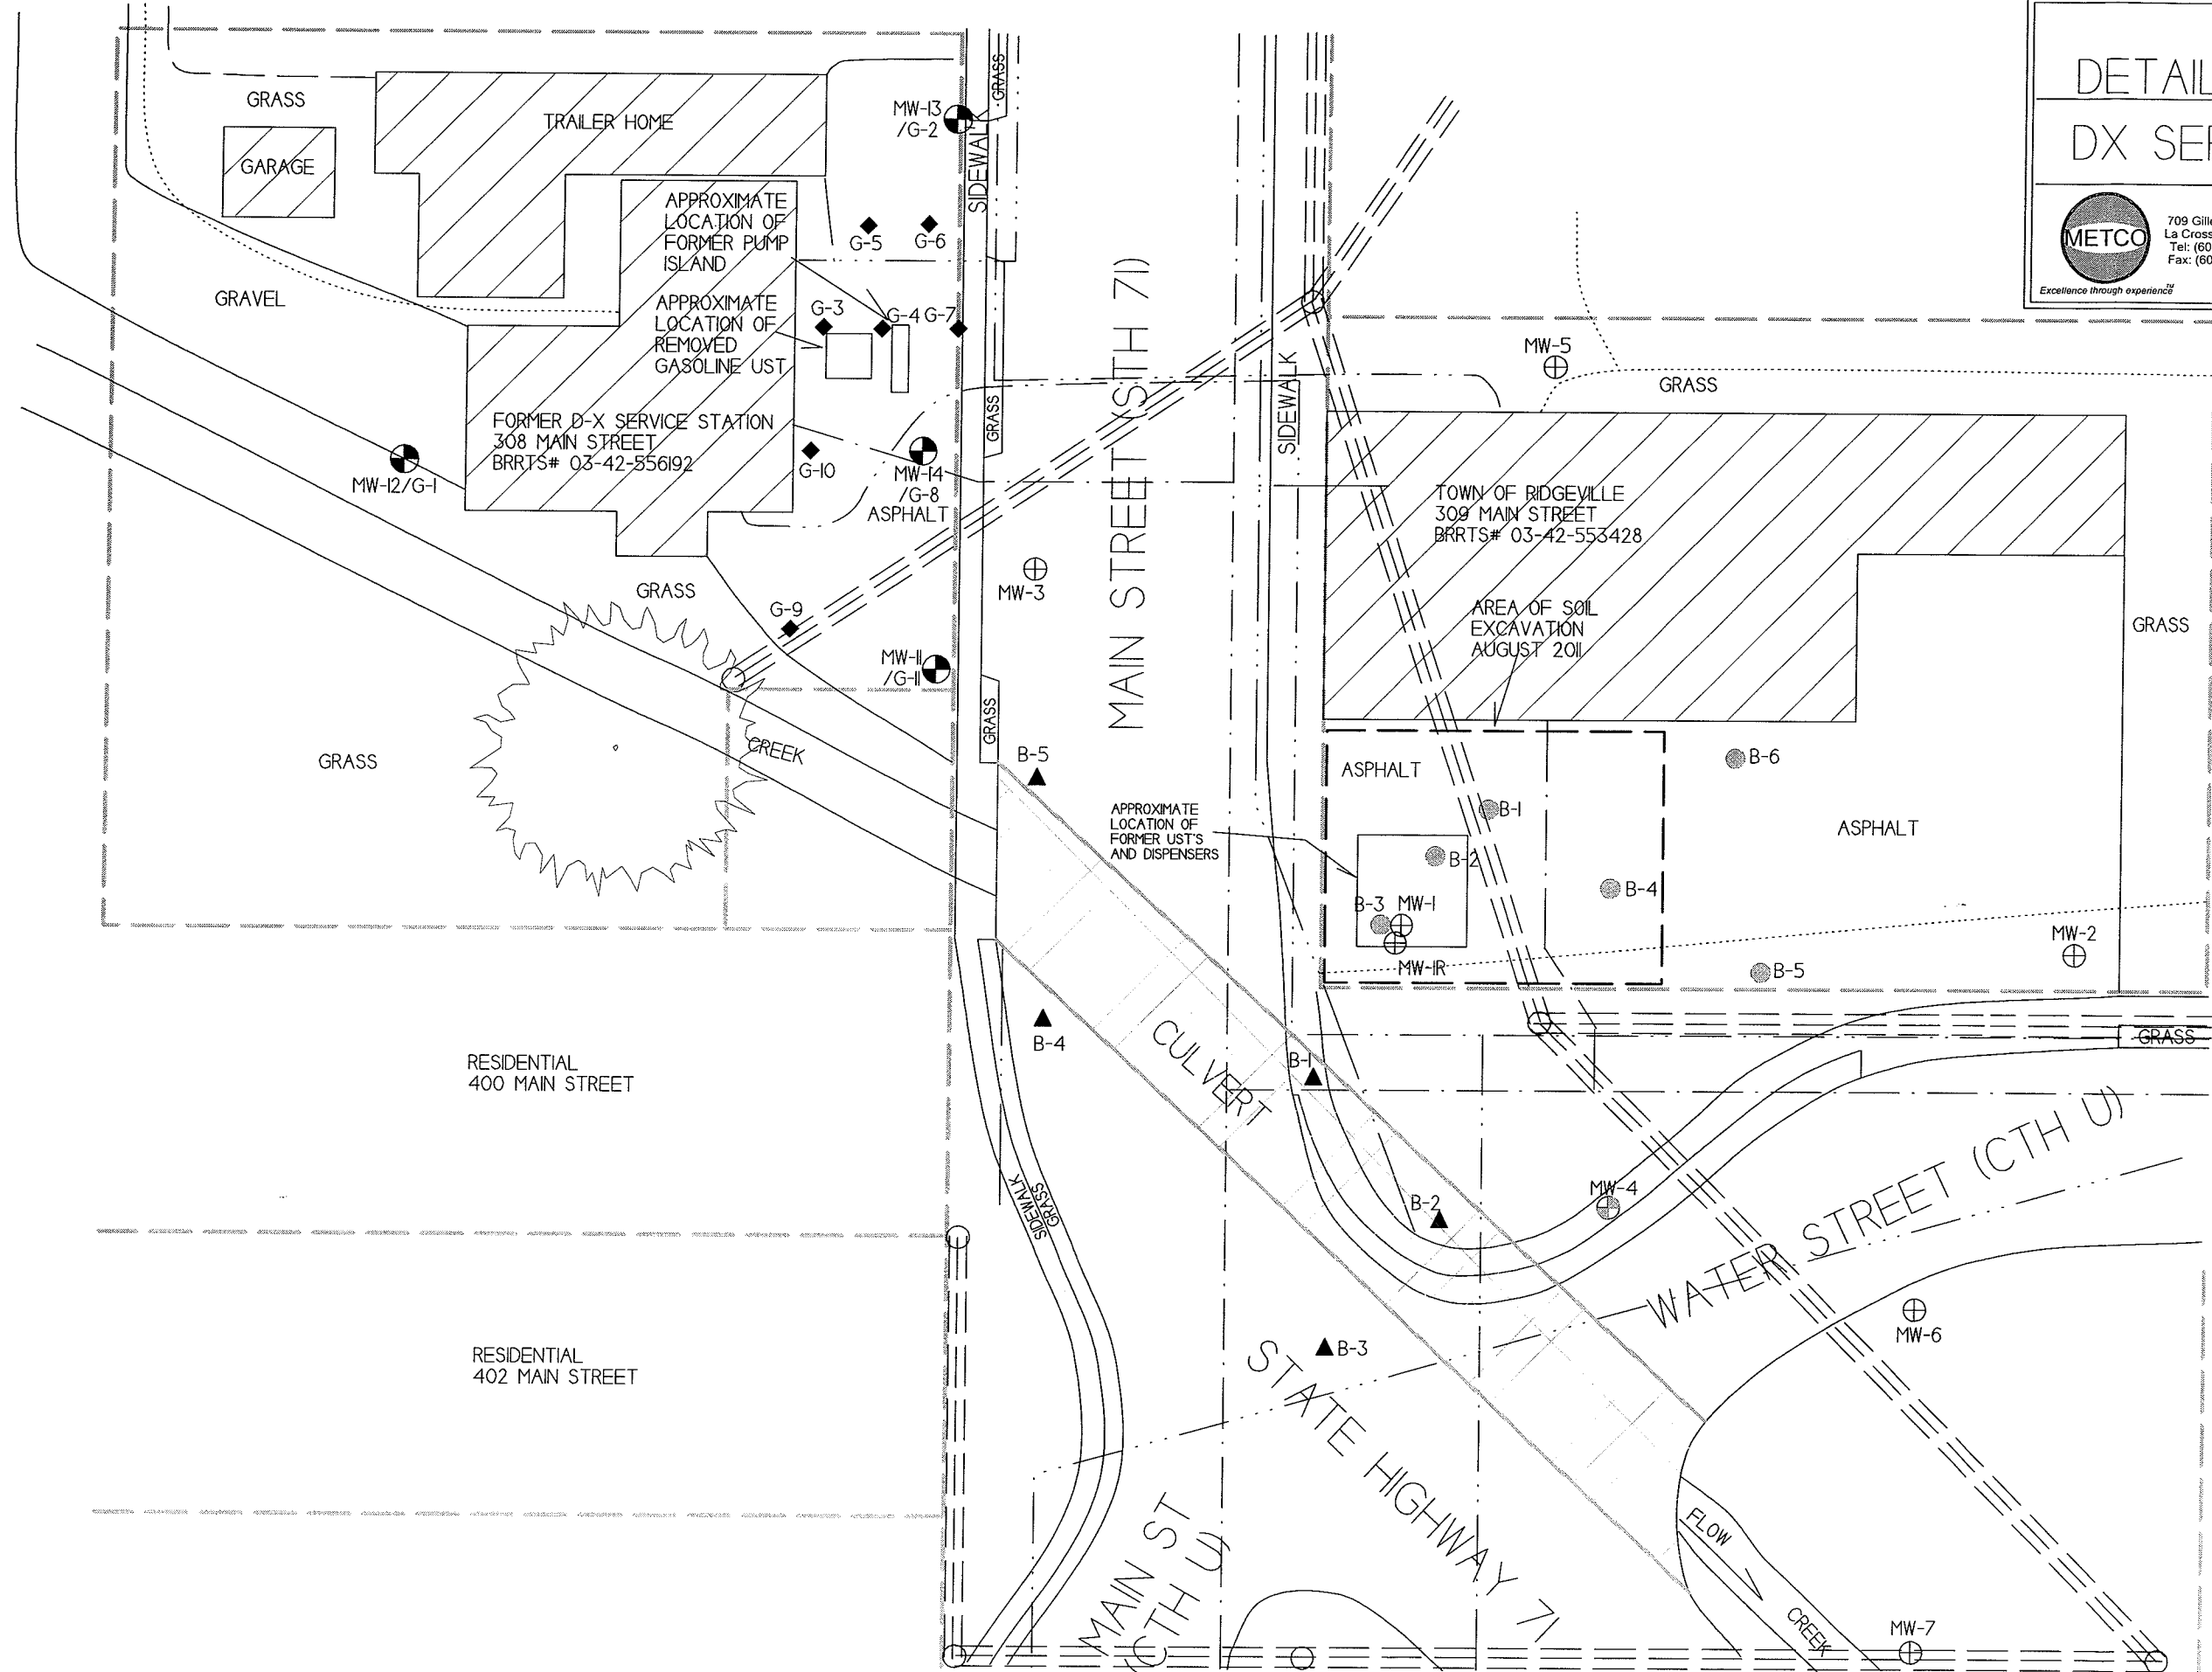 DETAIL
DX SER
METCO
709 Gille
La Cross
Tel: (60
Fax: (60
Excellence through experience™
GRASS
GARAGE
TRAILER HOME
MW-13
/G-2
GRASS
SIDEWAL
APPROXIMATE
LOCATION OF
FORMER PUMP
ISLAND
G-5
G-6
GRAVEL
APPROXIMATE
LOCATION OF
REMOVED
GASOLINE UST
G-3
G-4
G-7
FORMER D-X SERVICE STATION
308 MAIN STREET
BRRTS# 03-42-556192
MW-12/G-1
G-10
MW-14
/G-8
ASPHALT
GRASS
MAIN STREET (STH 71)
SIDEWALK
MW-5
GRASS
TOWN OF RIDGEVILLE
309 MAIN STREET
BRRTS# 03-42-553428
AREA OF SOIL
EXCAVATION
AUGUST 2011
GRASS
MW-3
GRASS
G-9
MW-11
/G-11
GRASS
CREEK
GRASS
B-5
ASPHALT
B-6
B-1
APPROXIMATE
LOCATION OF
FORMER UST'S
AND DISPENSERS
B-2
ASPHALT
B-4
B-3
MW-1
MW-1R
B-5
MW-2
GRASS
B-4
CULVERT
B-1
RESIDENTIAL
400 MAIN STREET
SIDEWALK
GRASS
B-2
MW-4
WATER STREET (CTH U)
MW-6
B-3
STATE HIGHWAY 71
RESIDENTIAL
402 MAIN STREET
MAIN ST
(CTH U)
FLOW
CREEK
MW-7